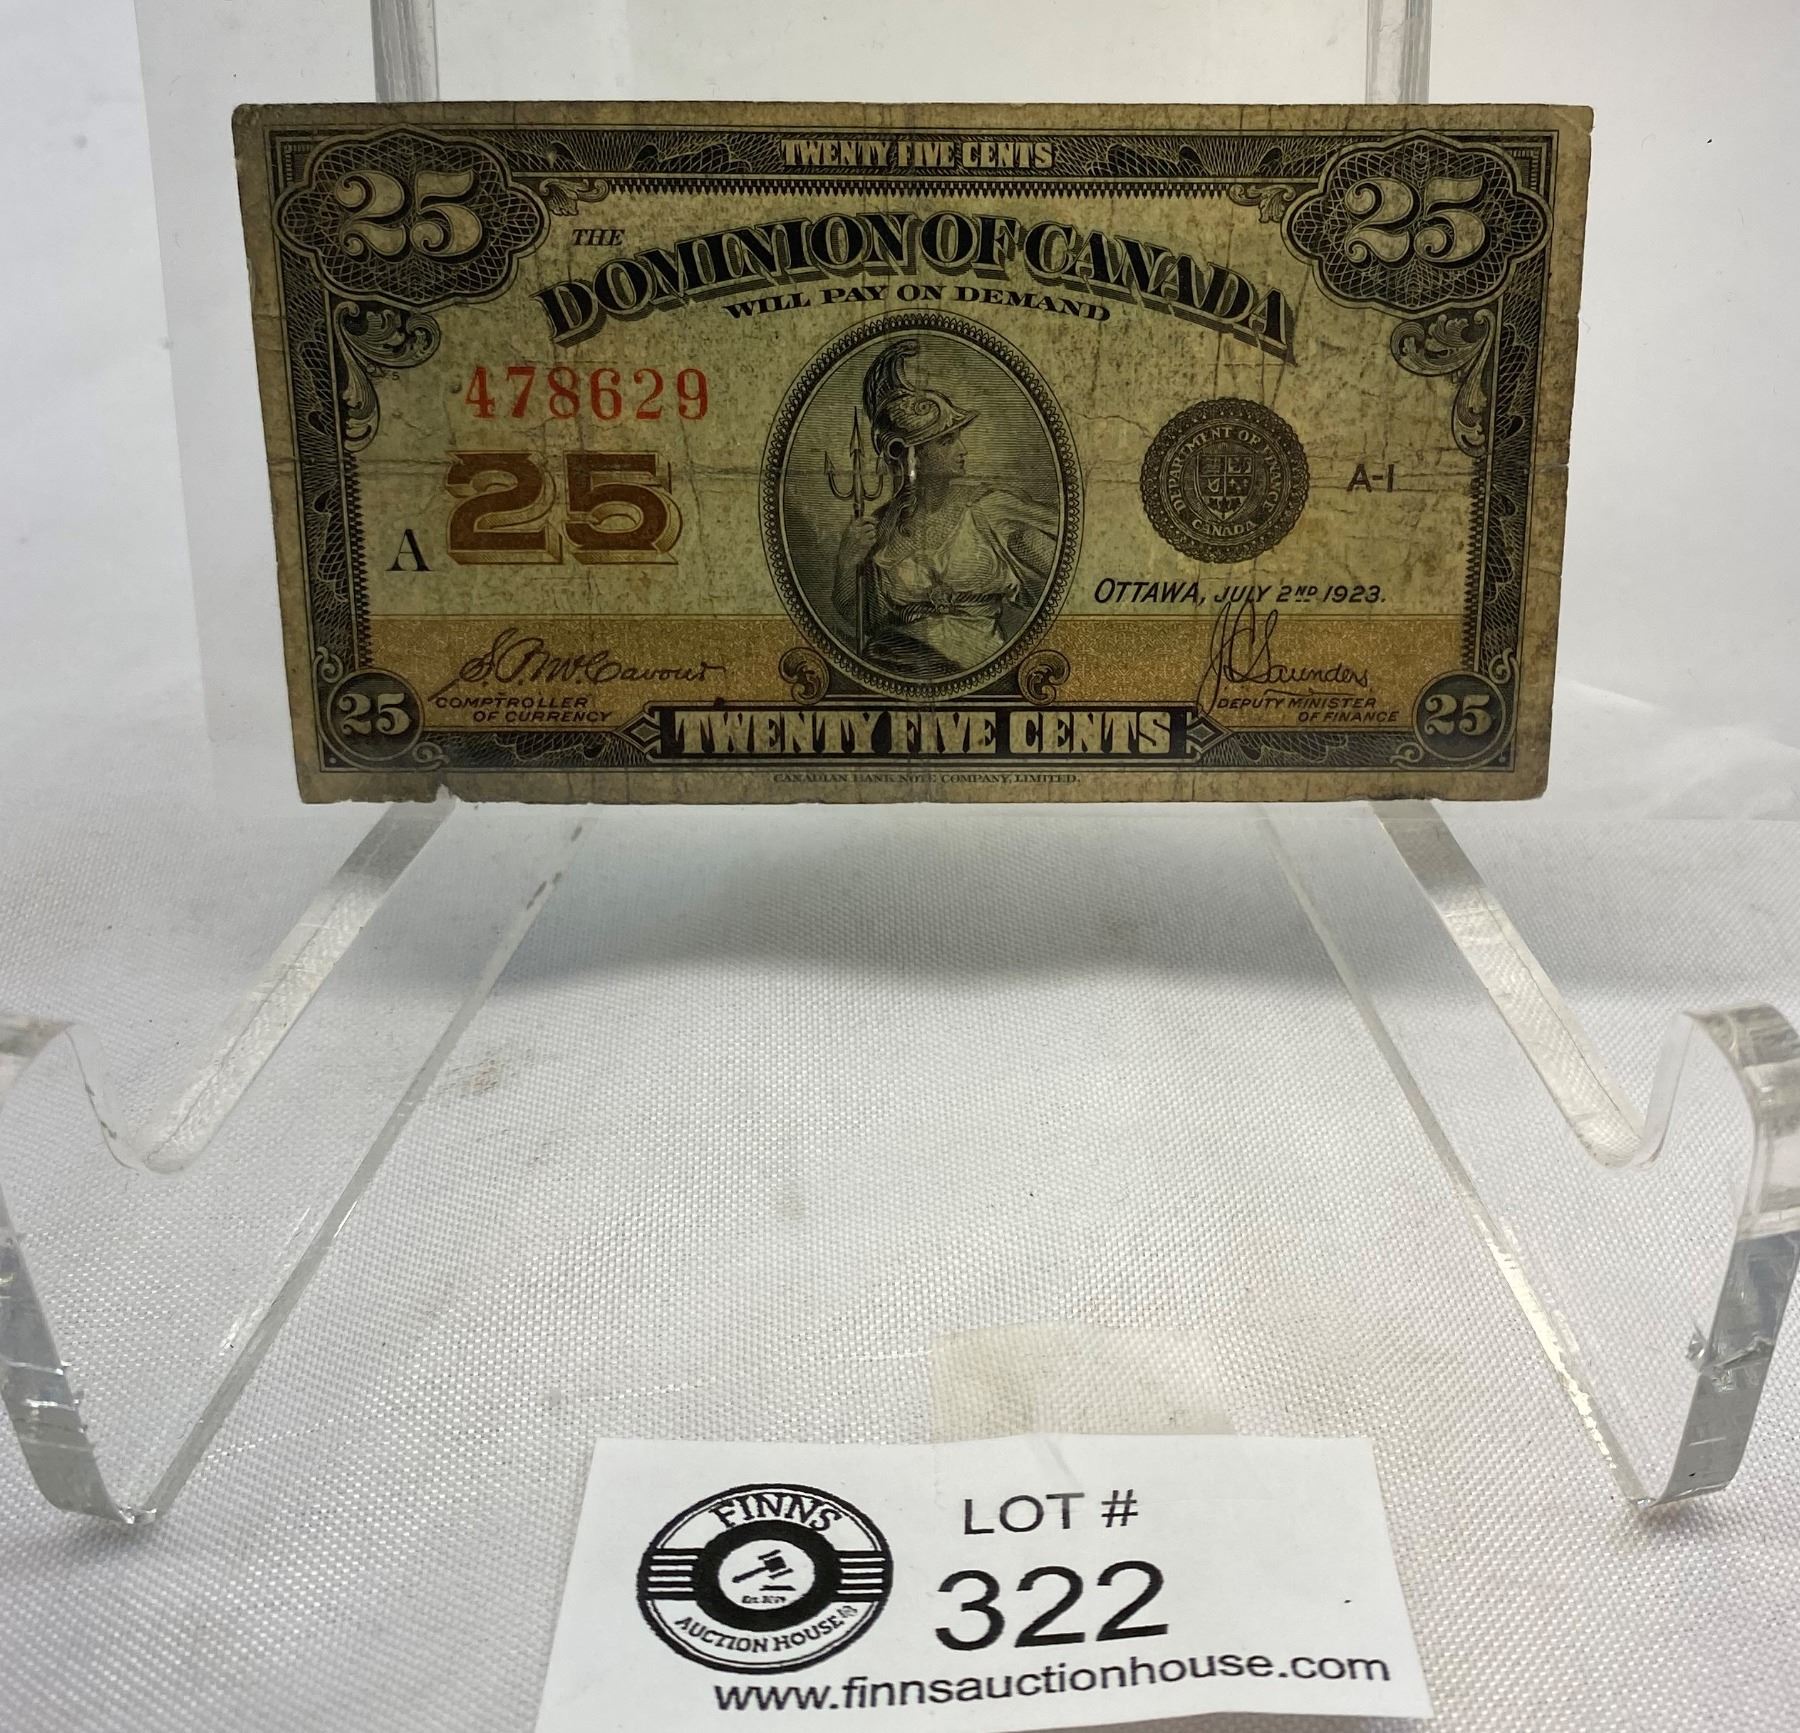 TWENTY FIVE CENTS
25 25
THE
DOMINION OF CANADA
WILL PAY ON DEMAND
478629
25
A
DEPARTMENT OF FINANCE
CANADA
A-1
OTTAWA, JULY 2ND 1923.
COMPTROLLER
OF CURRENCY
J C Saunders
DEPUTY MINISTER
OF FINANCE
25 25
TWENTY FIVE CENTS
CANADIAN BANK NOTE COMPANY, LIMITED.
FINNS
AUCTION HOUSE
LOT #
322
www.finnsauctionhouse.com